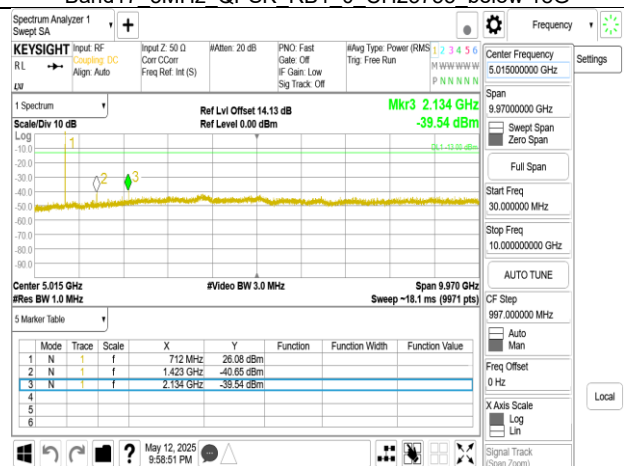 Spectrum Analyzer 1
Swept SA
Frequency
Settings
KEYSIGHT
RL
Input: RF
Coupling: DC
Align: Auto
Input Z: 50 Ω
Corr CCorr
Freq Ref: Int (S)
#Atten: 20 dB
PNO: Fast
Gate: Off
IF Gain: Low
Sig Track: Off
#Avg Type: Power (RMS
Trig: Free Run
1 2 3 4 5 6
M W W W W W
P N N N N N
1 Spectrum
Scale/Div 10 dB
Log
Ref Lvl Offset 14.13 dB
Ref Level 0.00 dBm
Mkr3 2.134 GHz
-39.54 dBm
DL1 -13.00 dBm
-10.0
-20.0
-30.0
-40.0
-50.0
-60.0
-70.0
-80.0
-90.0
1
2
3
Center 5.015 GHz
#Video BW 3.0 MHz
Span 9.970 GHz
#Res BW 1.0 MHz
Sweep ~18.1 ms (9971 pts)
5 Marker Table
Mode Trace Scale X Y Function Function Width Function Value
1 N 1 f 712 MHz 26.08 dBm
2 N 1 f 1.423 GHz -40.65 dBm
3 N 1 f 2.134 GHz -39.54 dBm
4
5
6
Center Frequency
5.015000000 GHz
Span
9.97000000 GHz
Swept Span
Zero Span
Full Span
Start Freq
30.000000 MHz
Stop Freq
10.000000000 GHz
AUTO TUNE
CF Step
997.000000 MHz
Auto
Man
Freq Offset
0 Hz
X Axis Scale
Log
Lin
Signal Track
(Span Zoom)
Local
?
May 12, 2025
9:58:51 PM